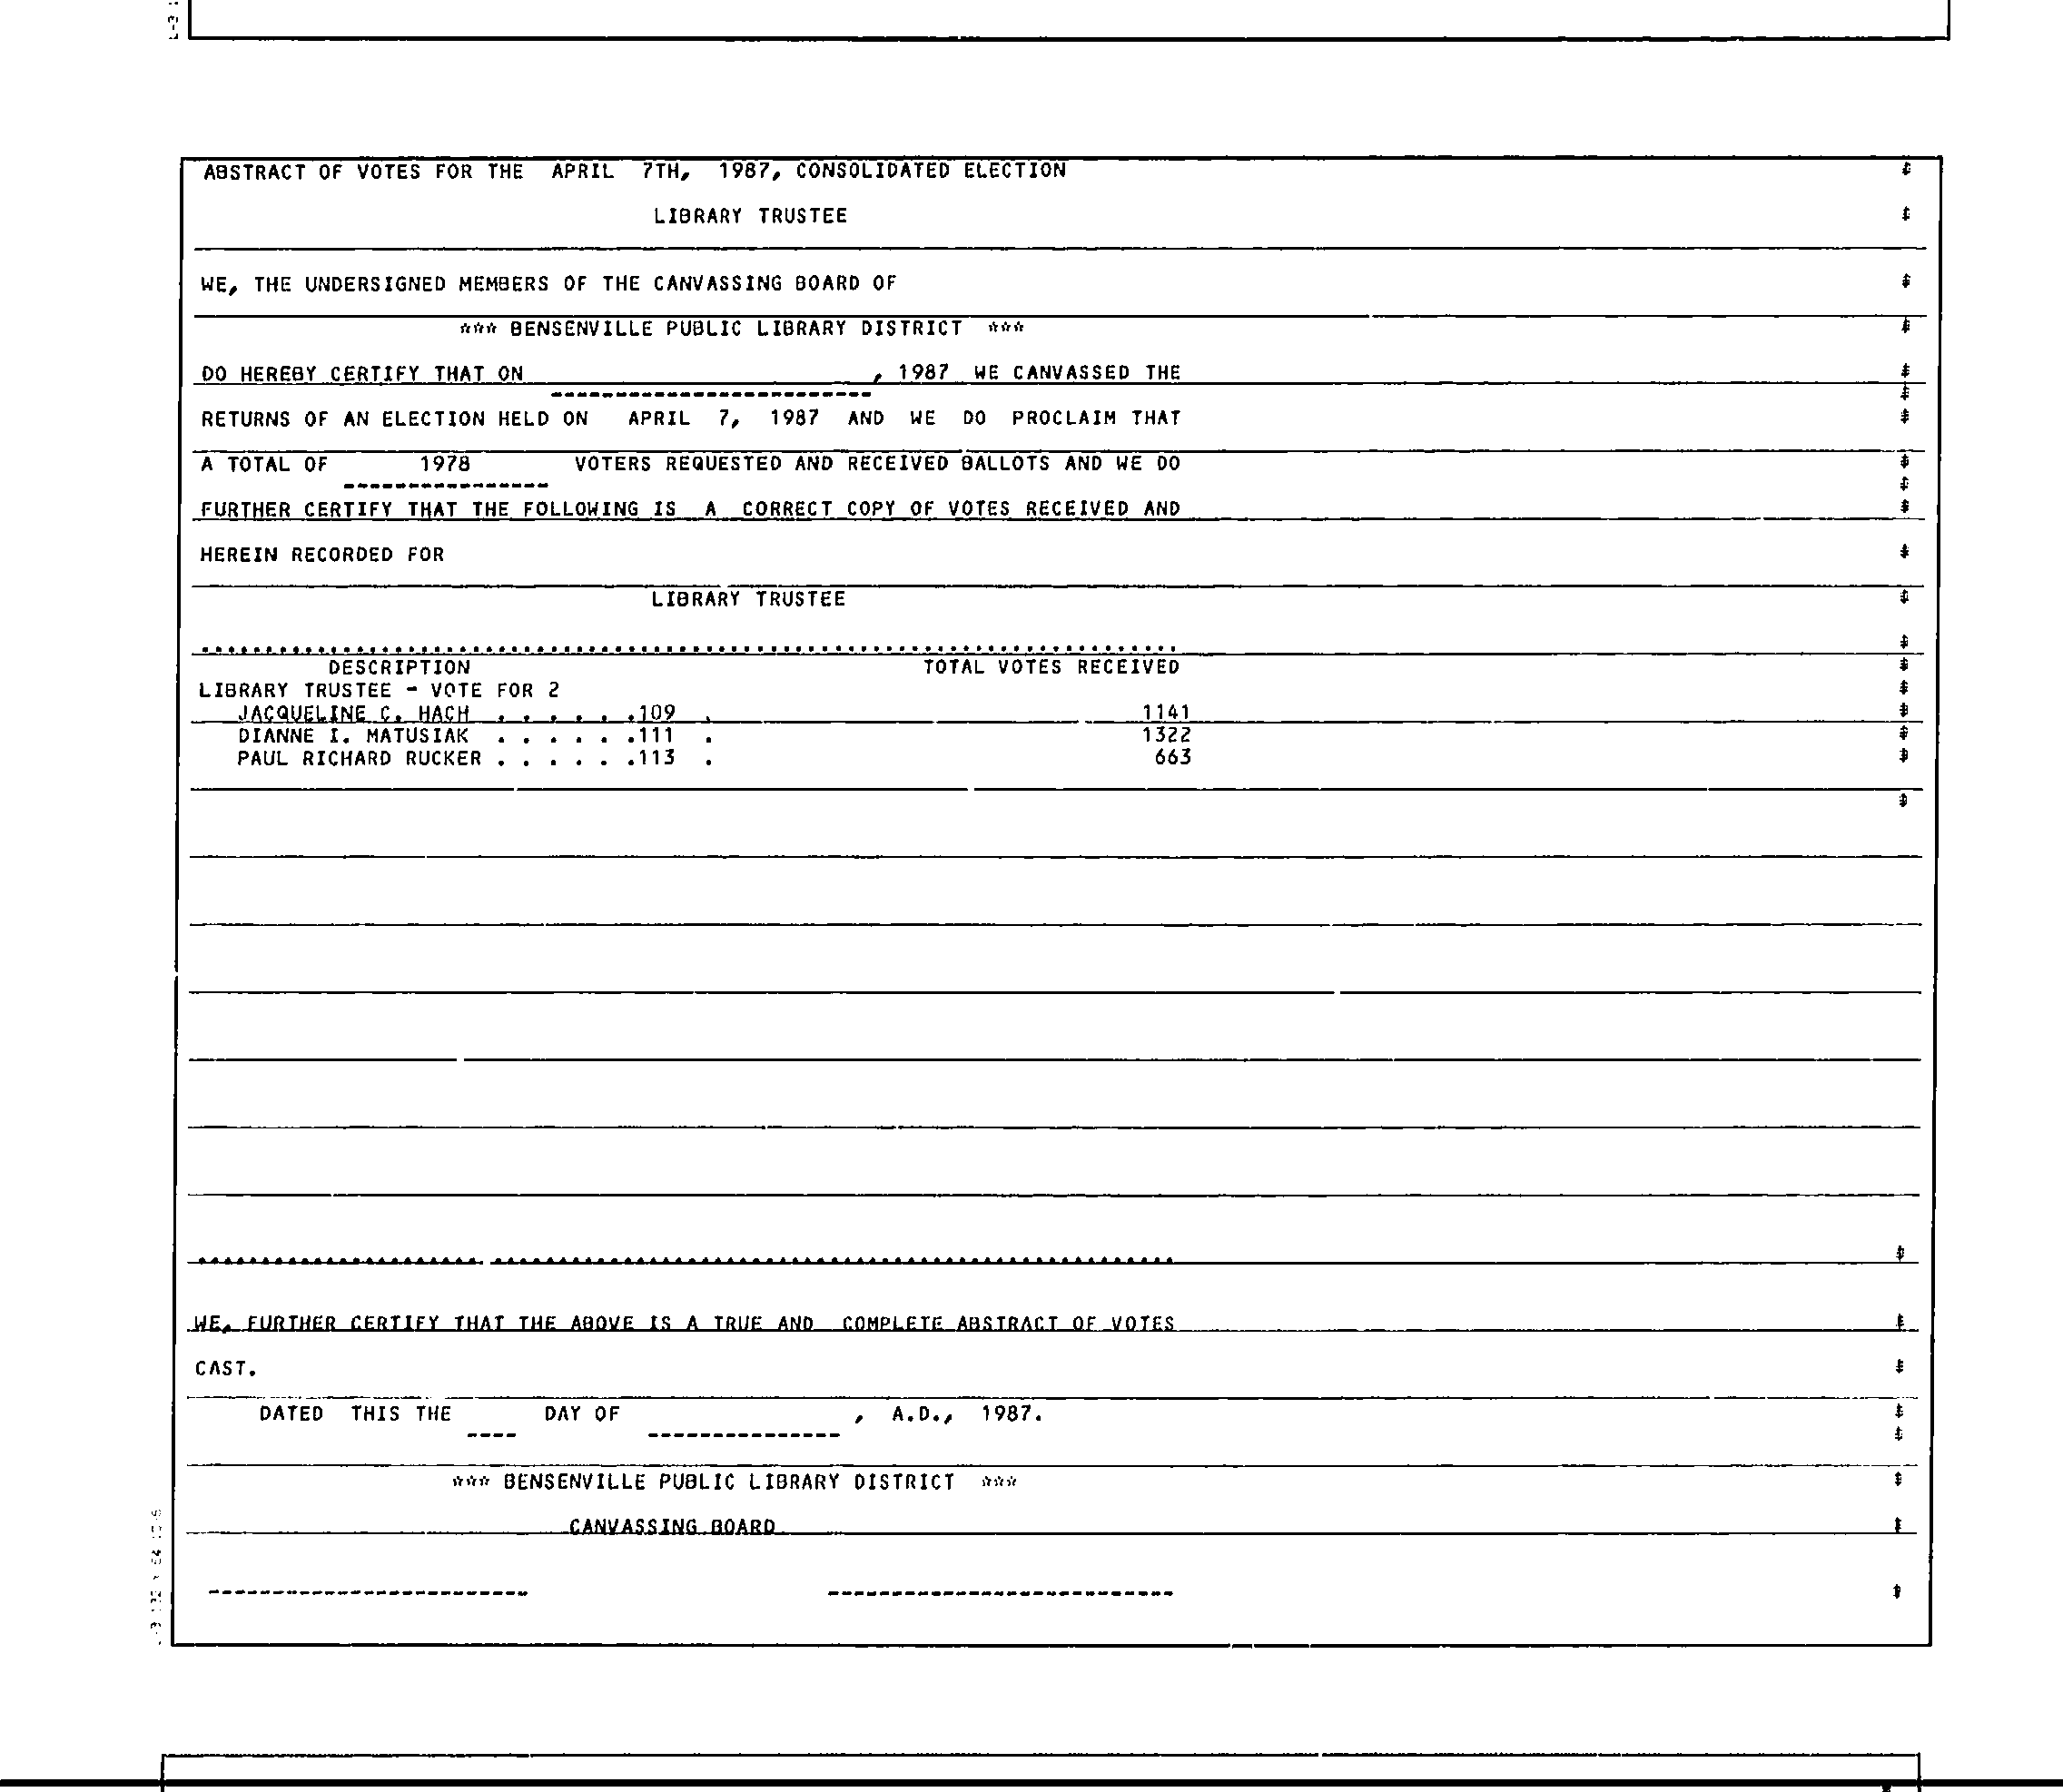 ABSTRACT OF VOTES FOR THE APRIL 7TH, 1987, CONSOLIDATED ELECTION
LIBRARY TRUSTEE
WE, THE UNDERSIGNED MEMBERS OF THE CANVASSING BOARD OF
*** BENSENVILLE PUBLIC LIBRARY DISTRICT ***
DO HEREBY CERTIFY THAT ON , 1987 WE CANVASSED THE
RETURNS OF AN ELECTION HELD ON APRIL 7, 1987 AND WE DO PROCLAIM THAT
A TOTAL OF 1978 VOTERS REQUESTED AND RECEIVED BALLOTS AND WE DO
FURTHER CERTIFY THAT THE FOLLOWING IS A CORRECT COPY OF VOTES RECEIVED AND
HEREIN RECORDED FOR
LIBRARY TRUSTEE
DESCRIPTION TOTAL VOTES RECEIVED
LIBRARY TRUSTEE - VOTE FOR 2
JACQUELINE C. HACH . . . . . .109 . 1141
DIANNE I. MATUSIAK . . . . . .111 . 1322
PAUL RICHARD RUCKER . . . . . .113 . 663
WE, FURTHER CERTIFY THAT THE ABOVE IS A TRUE AND COMPLETE ABSTRACT OF VOTES
CAST.
DATED THIS THE ---- DAY OF --------------- , A.D., 1987.
*** BENSENVILLE PUBLIC LIBRARY DISTRICT ***
CANVASSING BOARD